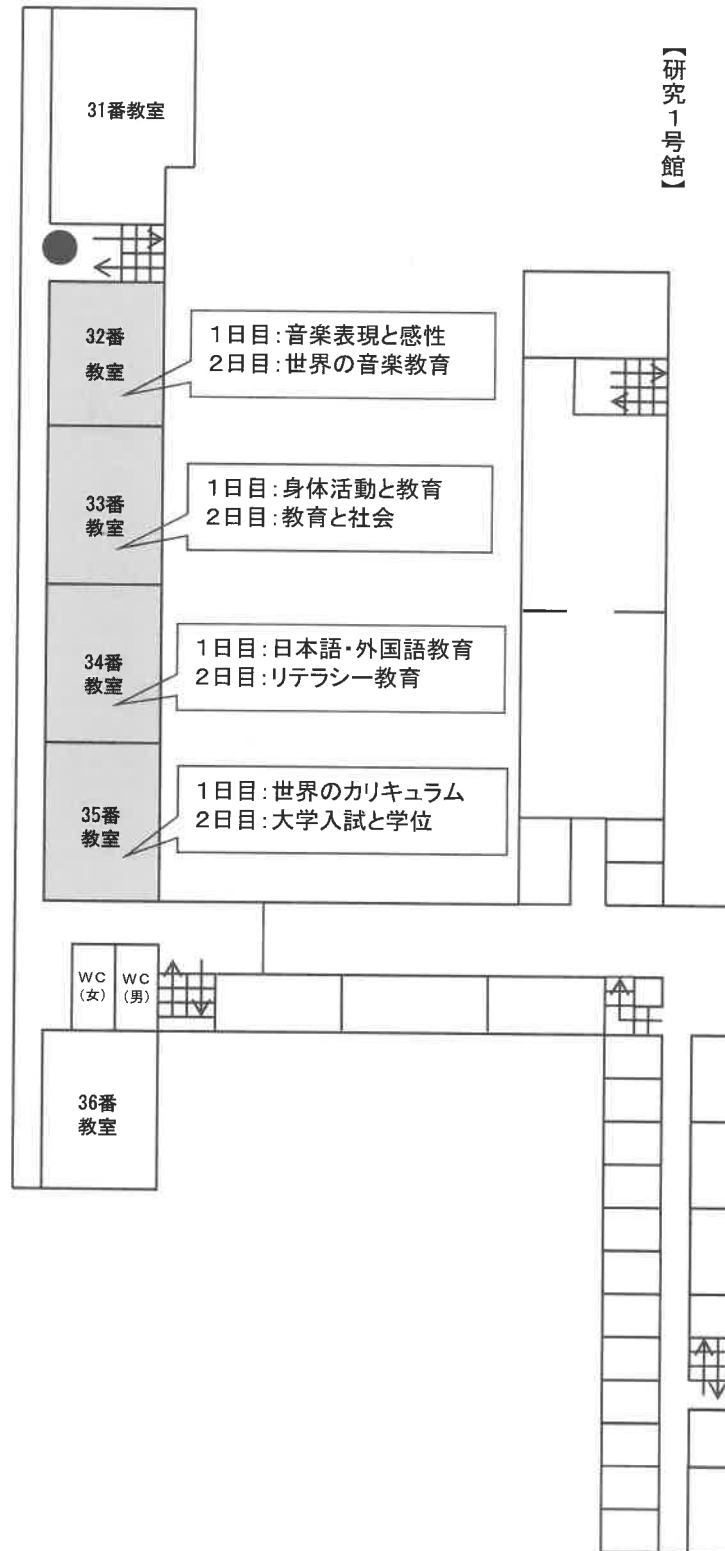 【研究1号館】
31番教室
32番
教室
1日目:音楽表現と感性
2日目:世界の音楽教育
33番
教室
1日目:身体活動と教育
2日目:教育と社会
34番
教室
1日目:日本語・外国語教育
2日目:リテラシー教育
35番
教室
1日目:世界のカリキュラム
2日目:大学入試と学位
WC
(女)
WC
(男)
36番
教室